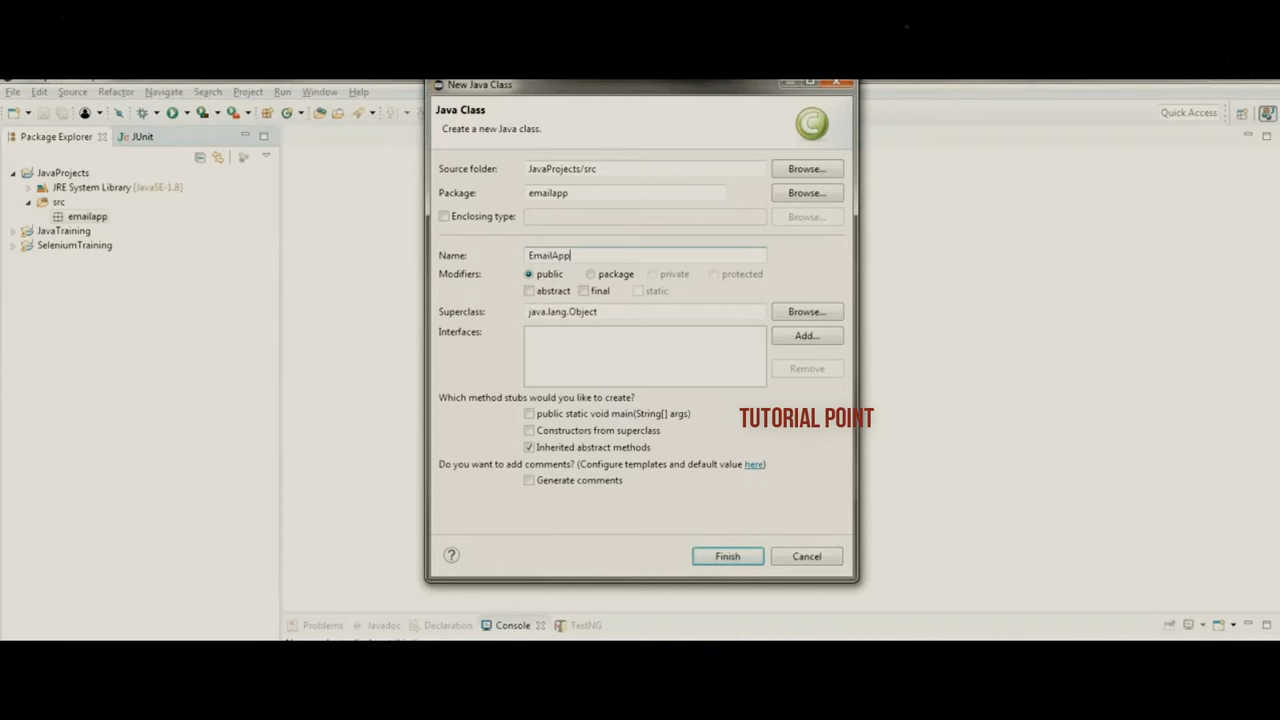 New Java Class
File Edit Source Refactor Navigate Search Project Run Window Help
Java Class
Create a new Java class.
Quick Access
Package Explorer JUnit
Source folder: JavaProjects/src Browse...
JavaProjects
JRE System Library [JavaSE-1.8]
Package: emailapp Browse...
src
Enclosing type: Browse...
emailapp
JavaTraining
SeleniumTraining
Name: EmailApp
Modifiers: public package private protected
abstract final static
Superclass: java.lang.Object Browse...
Interfaces:
Add...
Remove
Which method stubs would you like to create?
public static void main(String[] args)
TUTORIAL POINT
Constructors from superclass
Inherited abstract methods
Do you want to add comments? (Configure templates and default value here)
Generate comments
? Finish Cancel
Problems @ Javadoc Declaration Console TestNG